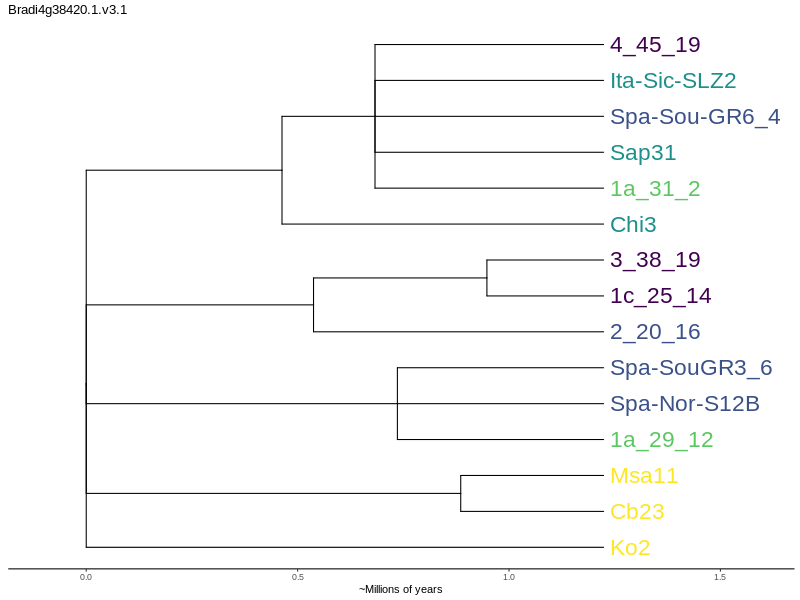 Bradi4g38420.1.v3.1
4_45_19
Ita-Sic-SLZ2
Spa-Sou-GR6_4
Sap31
1a_31_2
Chi3
3_38_19
1c_25_14
2_20_16
Spa-SouGR3_6
Spa-Nor-S12B
1a_29_12
Msa11
Cb23
Ko2
0.0 0.5 1.0 1.5
~Millions of years